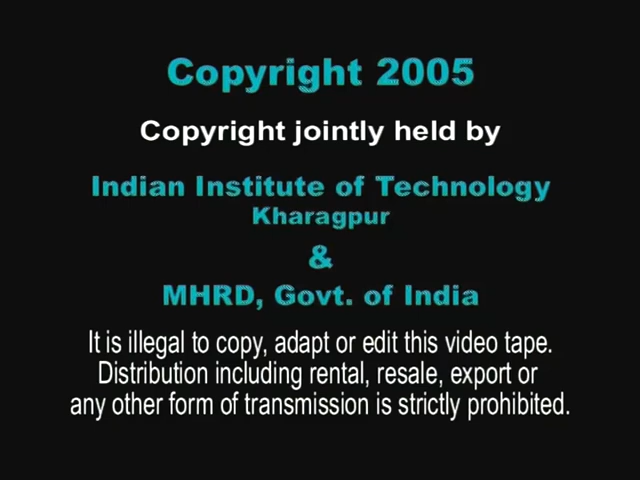 Copyright 2005
Copyright jointly held by
Indian Institute of Technology
Kharagpur
&
MHRD, Govt. of India
It is illegal to copy, adapt or edit this video tape.
Distribution including rental, resale, export or
any other form of transmission is strictly prohibited.